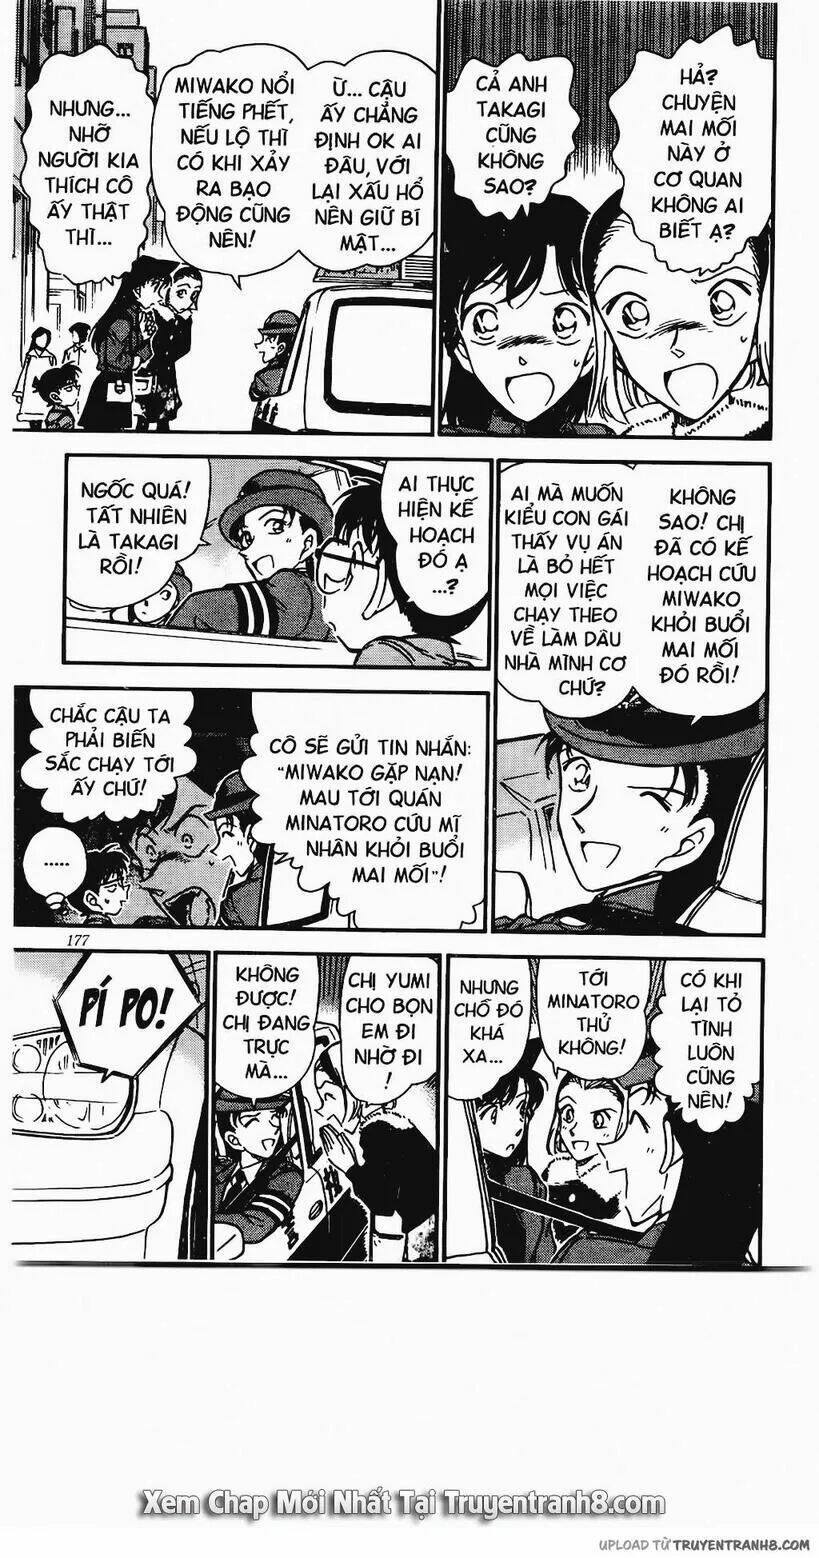 HẢ?
CHUYỆN
MAI MỐI
NÀY Ở
CƠ QUAN
KHÔNG AI
BIẾT Ạ?
CẢ ANH
TAKAGI
CŨNG
KHÔNG
SAO?
Ừ... CẬU
ẤY CHẲNG
ĐỊNH OK AI
ĐÂU, VỚI
LẠI XẤU HỔ
NÊN GIỮ BÍ
MẬT...
MIWAKO NỔI
TIẾNG PHẾT,
NẾU LỘ THÌ
CÓ KHI XẢY
RA BẠO
ĐỘNG CŨNG
NÊN!
NHƯNG...
NHỠ
NGƯỜI KIA
THÍCH CÔ
ẤY THẬT
THÌ...
KHÔNG
SAO! CHỊ
ĐÃ CÓ KẾ
HOẠCH CỨU
MIWAKO
KHỎI BUỔI
MAI MỐI
ĐÓ RỒI!
AI MÀ MUỐN
KIỂU CON GÁI
THẤY VỤ ÁN
LÀ BỎ HẾT
MỌI VIỆC
CHẠY THEO
VỀ LÀM DÂU
NHÀ MÌNH CƠ
CHỨ?
AI THỰC
HIỆN KẾ
HOẠCH
ĐÓ Ạ
...?
NGỐC QUÁ!
TẤT NHIÊN
LÀ TAKAGI
RỒI!
CÔ SẼ GỬI TIN NHẮN:
"MIWAKO GẶP NẠN!
MAU TỚI QUÁN
MINATORO CỨU MĨ
NHÂN KHỎI BUỔI
MAI MỐI"!
CHẮC CẬU TA
PHẢI BIẾN
SẮC CHẠY TỚI
ẤY CHỨ!
......
177
CÓ KHI
LẠI TỎ
TÌNH
LUÔN
CŨNG
NÊN!
TỚI
MINATORO
THỬ
KHÔNG!
NHƯNG
CHỖ ĐÓ
KHÁ
XA...
CHỊ YUMI
CHO BỌN
EM ĐI
NHỜ ĐI
!
KHÔNG
ĐƯỢC!
CHỊ ĐANG
TRỰC
MÀ...
PÍ PO!
Xem Chap Mới Nhất Tại Truyentranh8.com
UPLOAD TỪ TRUYENTRANH8.COM